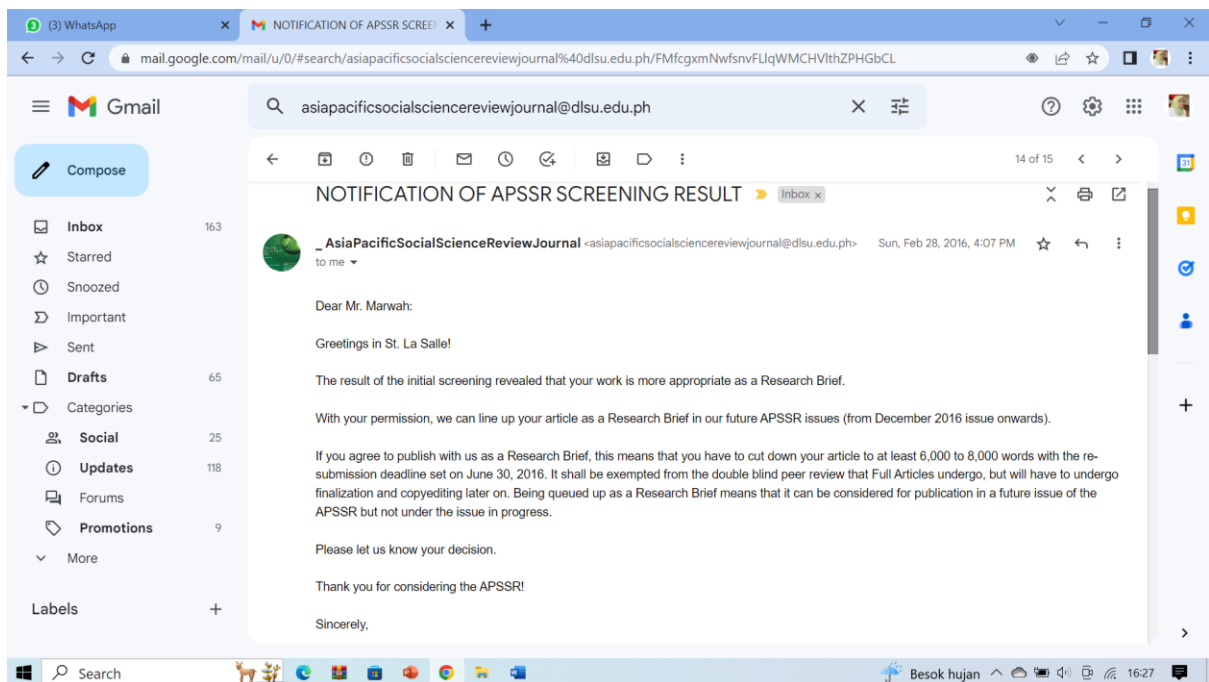 (3) WhatsApp
NOTIFICATION OF APSSR SCREE
mail.google.com/mail/u/0/#search/asiapacificsocialsciencereviewjournal%40dlsu.edu.ph/FMfcgxmNwfsnvFLlqWMCHVlthZPHGbCL
Gmail
asiapacificsocialsciencereviewjournal@dlsu.edu.ph
Compose
14 of 15
31
NOTIFICATION OF APSSR SCREENING RESULT
Inbox x
Inbox 163
_ AsiaPacificSocialScienceReviewJournal <asiapacificsocialsciencereviewjournal@dlsu.edu.ph> Sun, Feb 28, 2016, 4:07 PM
to me
Starred
Snoozed
Important
Sent
Drafts 65
Categories
Social 25
Updates 118
Forums
Promotions 9
More
Labels
Dear Mr. Marwah:
Greetings in St. La Salle!
The result of the initial screening revealed that your work is more appropriate as a Research Brief.
With your permission, we can line up your article as a Research Brief in our future APSSR issues (from December 2016 issue onwards).
If you agree to publish with us as a Research Brief, this means that you have to cut down your article to at least 6,000 to 8,000 words with the re-
submission deadline set on June 30, 2016. It shall be exempted from the double blind peer review that Full Articles undergo, but will have to undergo
finalization and copyediting later on. Being queued up as a Research Brief means that it can be considered for publication in a future issue of the
APSSR but not under the issue in progress.
Please let us know your decision.
Thank you for considering the APSSR!
Sincerely,
Search
Besok hujan
16:27